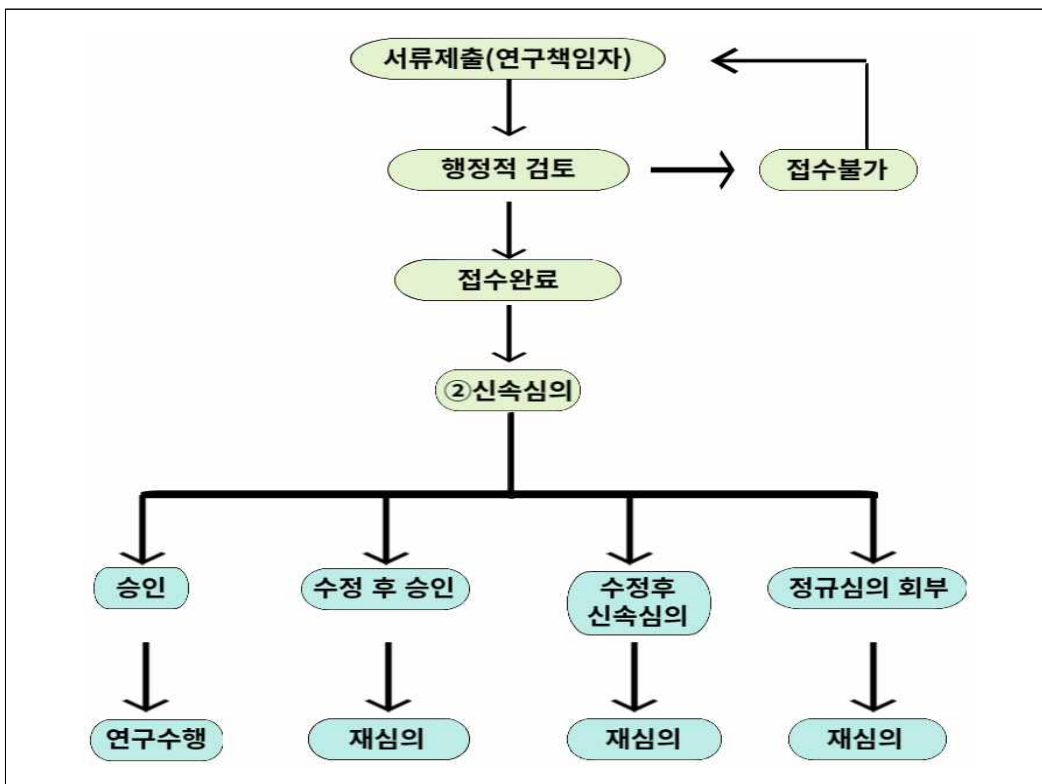 서류제출(연구책임자)
행정적 검토
접수불가
접수완료
②신속심의
승인
수정 후 승인
수정후
신속심의
정규심의 회부
연구수행
재심의
재심의
재심의